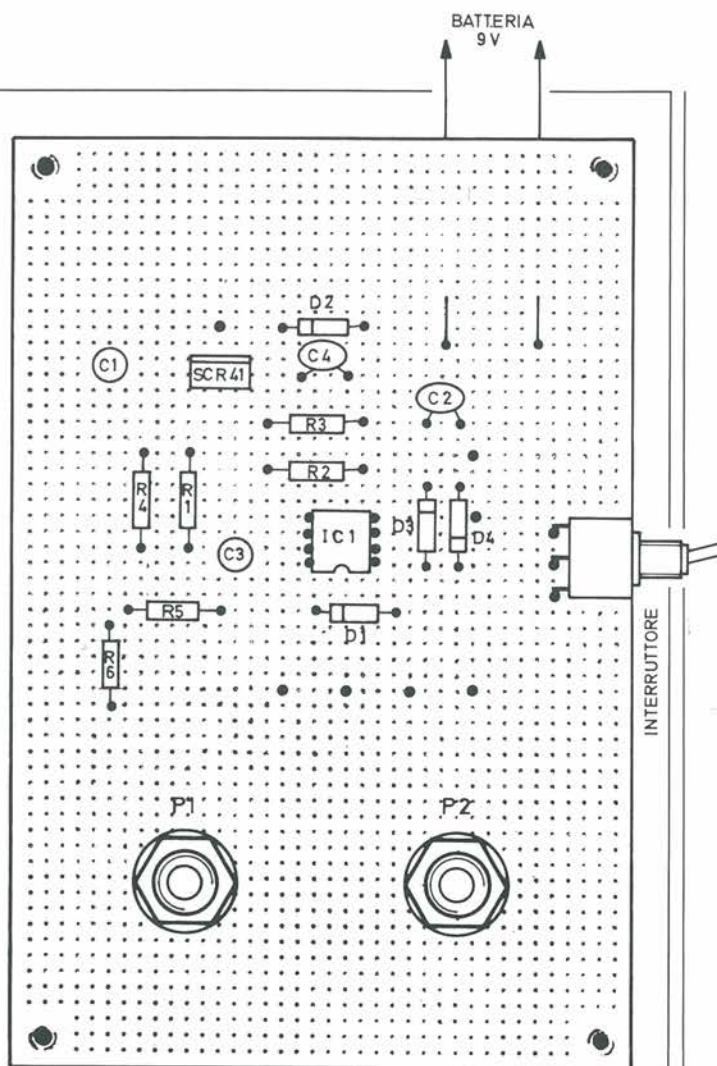 BATTERIA
9V
D2
C1
SCR41
C4
C2
R3
R2
R4
R1
IC1
D3
D4
C3
R5
D1
R6
INTERRUTTORE
P1
P2